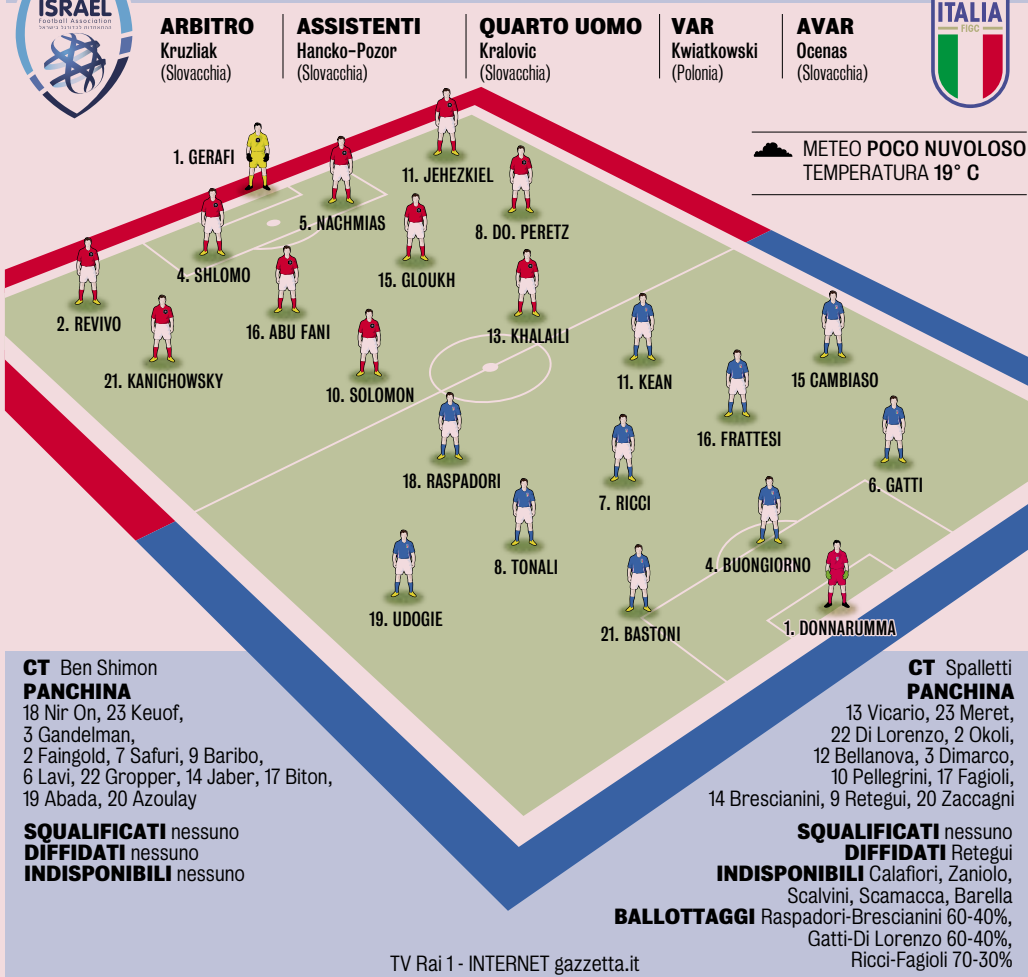 ISRAEL
Football Association
ההתאחדות לכדורגל בישראל
ITALIA
FIGC
ARBITRO
Kruzliak
(Slovacchia)
ASSISTENTI
Hancko-Pozor
(Slovacchia)
QUARTO UOMO
Kralovic
(Slovacchia)
VAR
Kwiatkowski
(Polonia)
AVAR
Ocenas
(Slovacchia)
METEO POCO NUVOLOSO
TEMPERATURA 19° C
1. GERAFI
11. JEHEZKIEL
5. NACHMIAS
8. DO. PERETZ
4. SHLOMO
15. GLOUKH
2. REVIVO
16. ABU FANI
13. KHALAILI
21. KANICHOWSKY
10. SOLOMON
11. KEAN
15 CAMBIASO
16. FRATTESI
18. RASPADORI
7. RICCI
6. GATTI
8. TONALI
4. BUONGIORNO
19. UDOGIE
21. BASTONI
1. DONNARUMMA
CT Ben Shimon
PANCHINA
18 Nir On, 23 Keuof,
3 Gandelman,
2 Faingold, 7 Safuri, 9 Baribo,
6 Lavi, 22 Gropper, 14 Jaber, 17 Biton,
19 Abada, 20 Azoulay
SQUALIFICATI nessuno
DIFFIDATI nessuno
INDISPONIBILI nessuno
CT Spalletti
PANCHINA
13 Vicario, 23 Meret,
22 Di Lorenzo, 2 Okoli,
12 Bellanova, 3 Dimarco,
10 Pellegrini, 17 Fagioli,
14 Brescianini, 9 Retegui, 20 Zaccagni
SQUALIFICATI nessuno
DIFFIDATI Retegui
INDISPONIBILI Calafiori, Zaniolo,
Scalvini, Scamacca, Barella
BALLOTTAGGI Raspadori-Brescianini 60-40%,
Gatti-Di Lorenzo 60-40%,
Ricci-Fagioli 70-30%
TV Rai 1 - INTERNET gazzetta.it